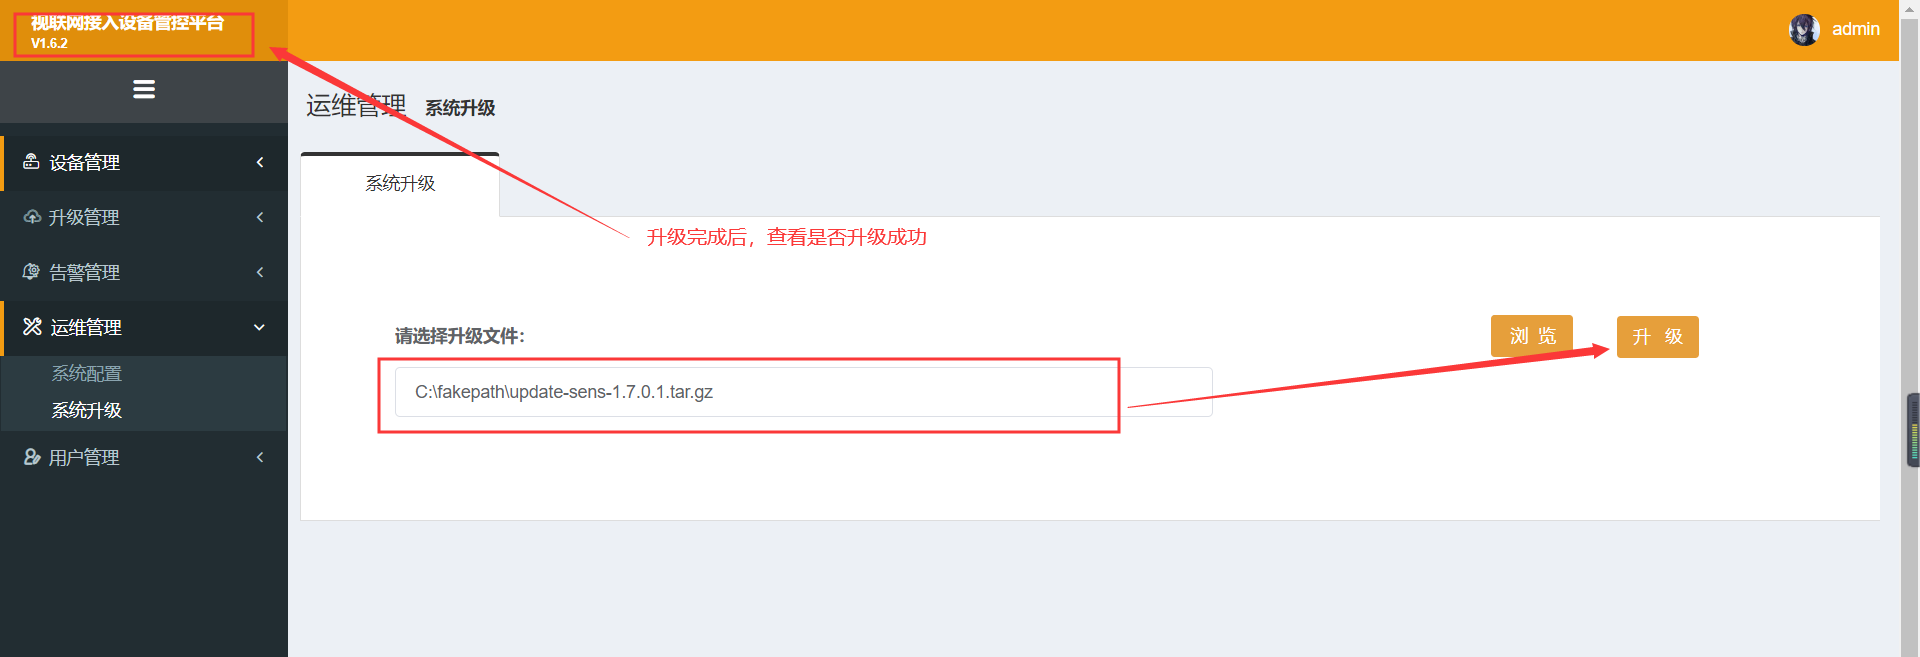 视联网接入设备管控平台
V1.6.2
admin
运维管理 系统升级
设备管理
升级管理
告警管理
运维管理
系统配置
系统升级
用户管理
系统升级
升级完成后，查看是否升级成功
请选择升级文件：
浏 览
升 级
C:\fakepath\update-sens-1.7.0.1.tar.gz